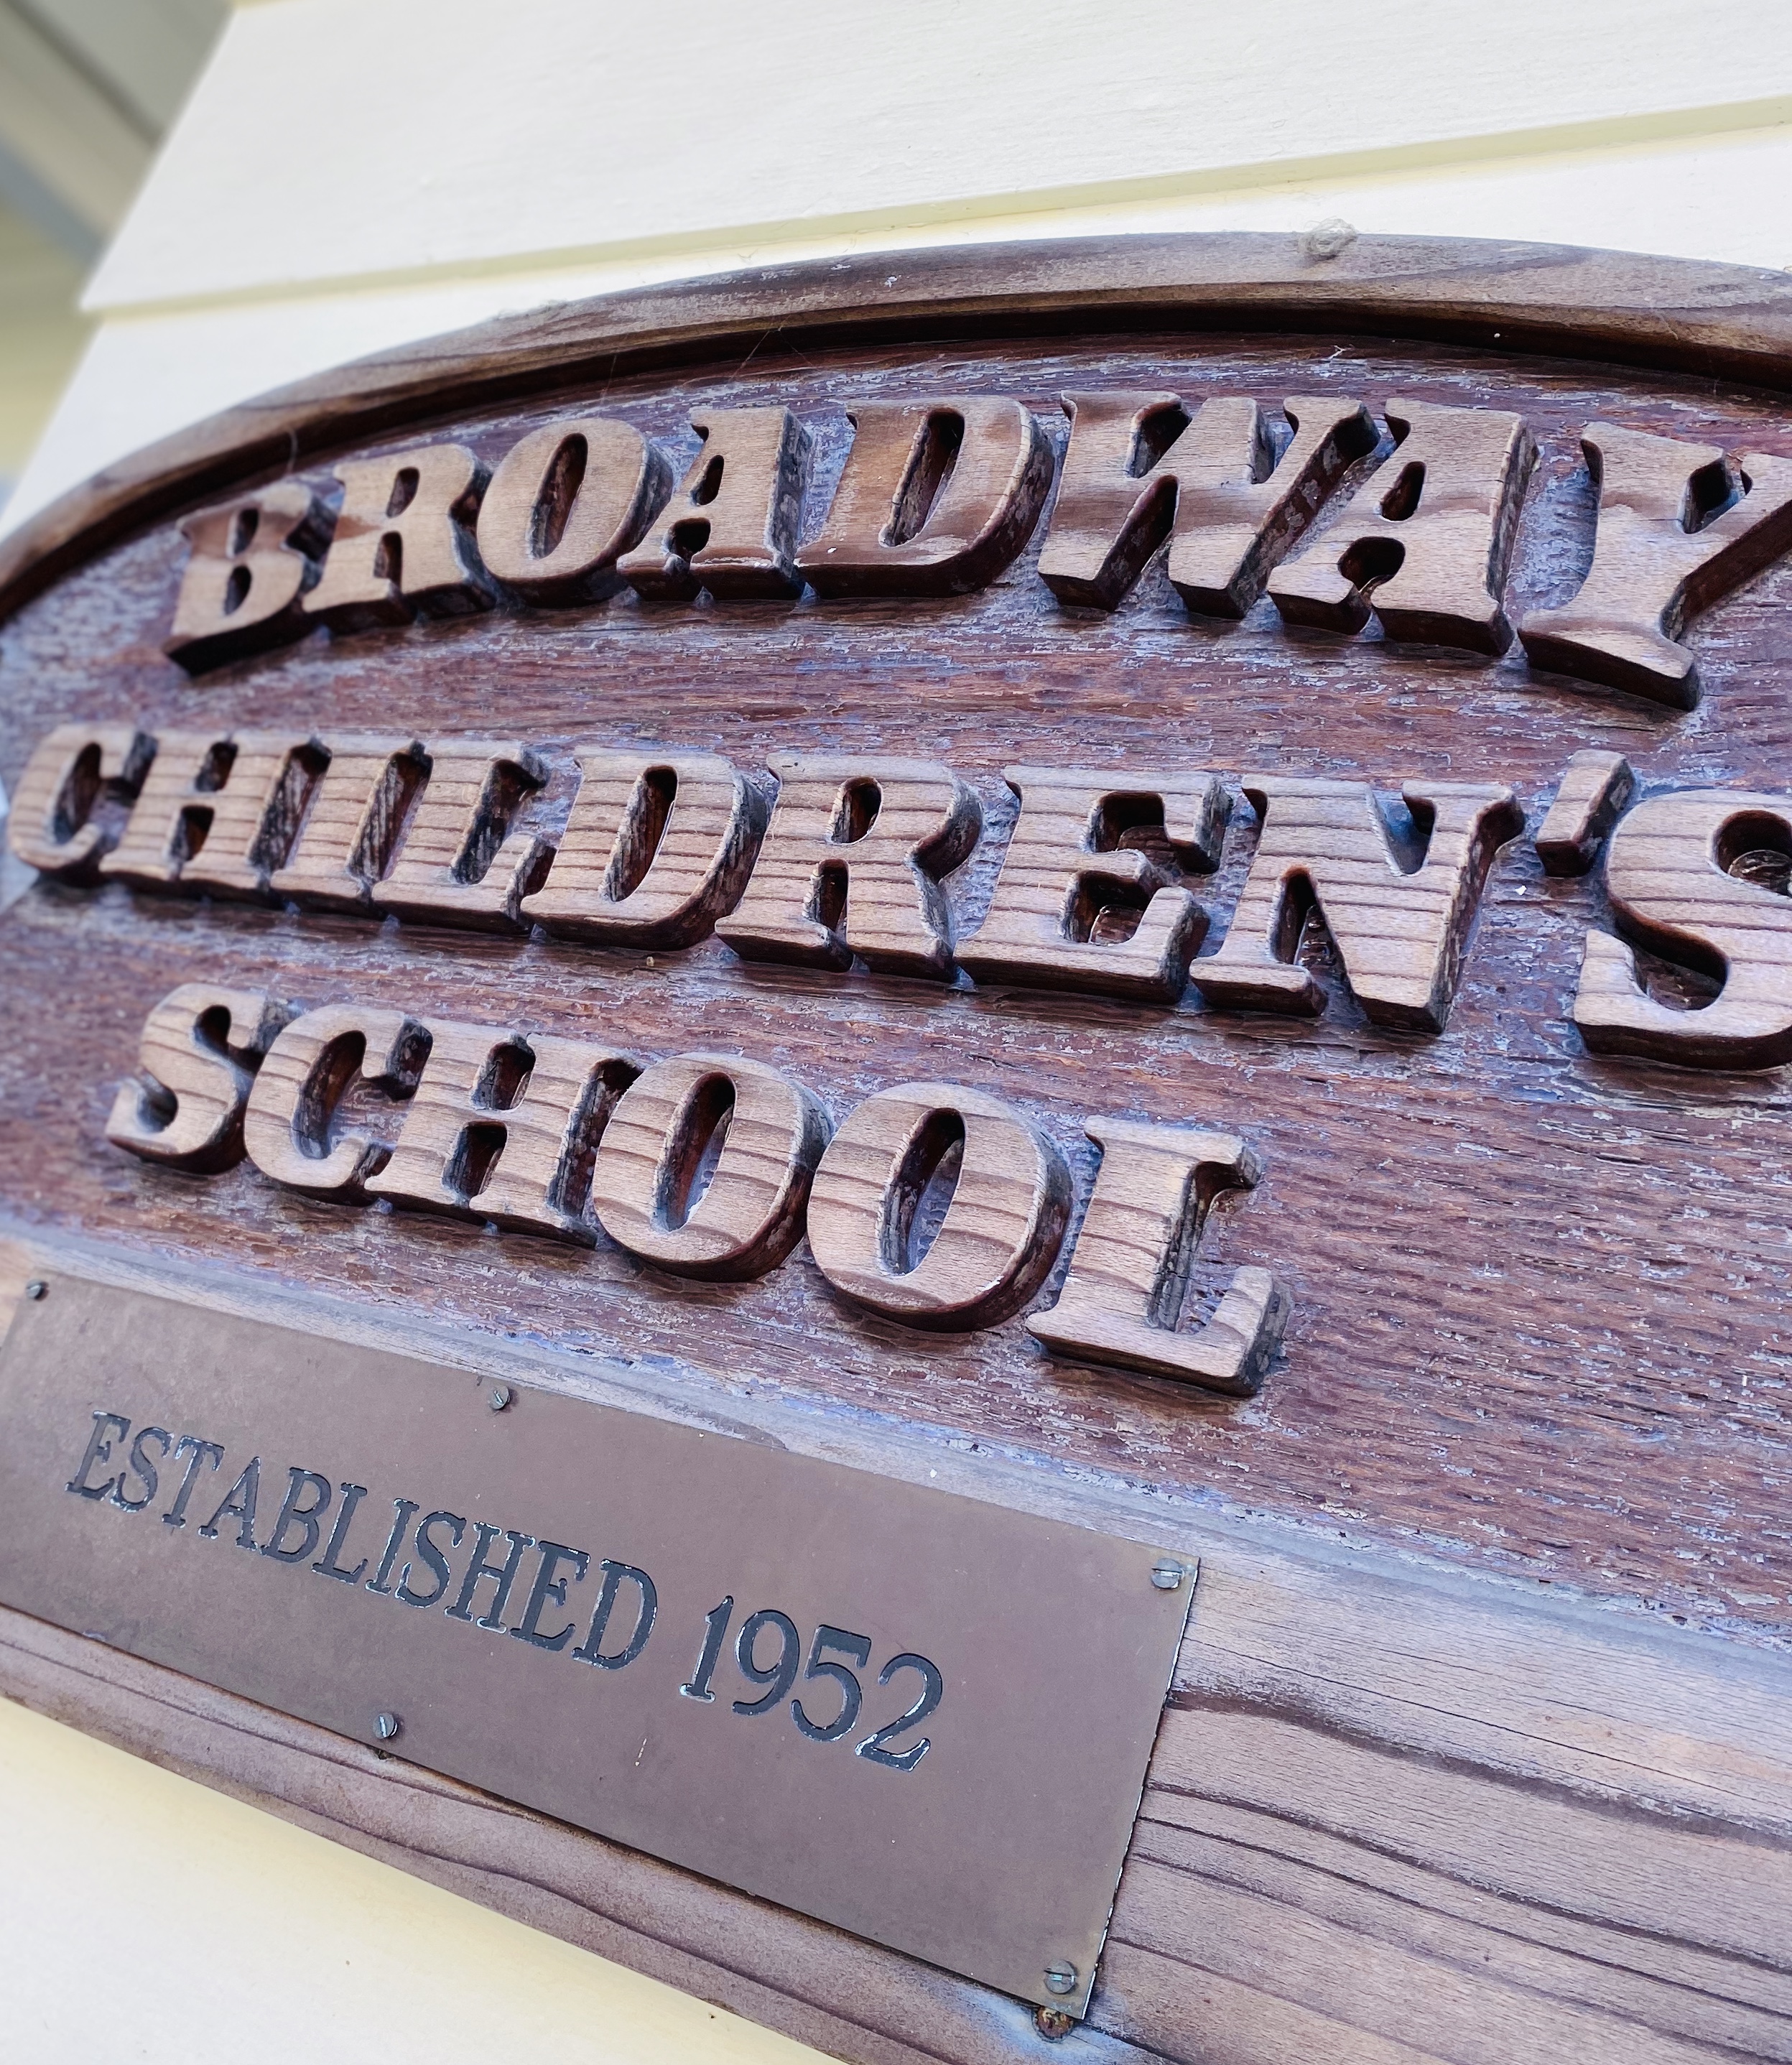 BROADWAY
CHILDREN'S
SCHOOL
ESTABLISHED 1952